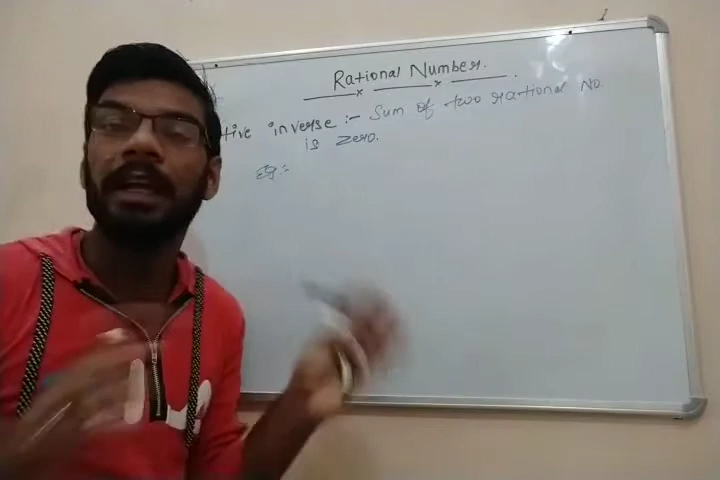 Rational Number.
tive inverse :- Sum of two rational No.
is zero.
Eg :-